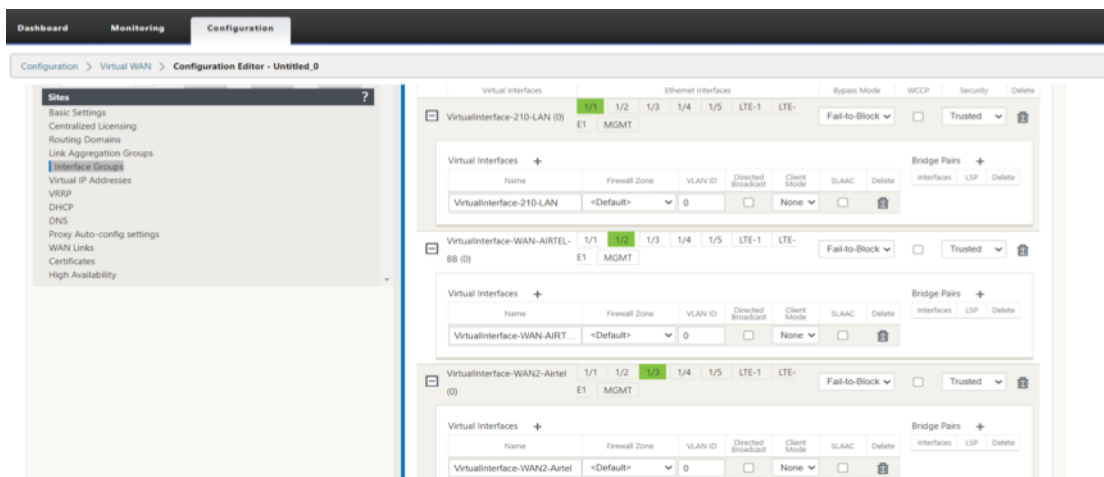 Dashboard Monitoring Configuration
Configuration > Virtual WAN > Configuration Editor - Untitled_0
Sites ?
Basic Settings
Centralized Licensing
Routing Domains
Link Aggregation Groups
Interface Groups
Virtual IP Addresses
VRRP
DHCP
DNS
Proxy Auto-config settings
WAN Links
Certificates
High Availability
Virtual Interfaces Ethernet Interfaces Bypass Mode WCCP Security Delete
VirtualInterface-210-LAN (0) 1/1 1/2 1/3 1/4 1/5 LTE-1 LTE-E1 MGMT Fail-to-Block Trusted
Virtual Interfaces + Bridge Pairs +
Name Firewall Zone VLAN ID Directed Broadcast Client Mode SLAAC Delete Interfaces LSP Delete
VirtualInterface-210-LAN <Default> 0 None
VirtualInterface-WAN-AIRTEL-BB (0) 1/1 1/2 1/3 1/4 1/5 LTE-1 LTE-E1 MGMT Fail-to-Block Trusted
Virtual Interfaces + Bridge Pairs +
Name Firewall Zone VLAN ID Directed Broadcast Client Mode SLAAC Delete Interfaces LSP Delete
VirtualInterface-WAN-AIRT... <Default> 0 None
VirtualInterface-WAN2-Airtel (0) 1/1 1/2 1/3 1/4 1/5 LTE-1 LTE-E1 MGMT Fail-to-Block Trusted
Virtual Interfaces + Bridge Pairs +
Name Firewall Zone VLAN ID Directed Broadcast Client Mode SLAAC Delete Interfaces LSP Delete
VirtualInterface-WAN2-Airtel <Default> 0 None